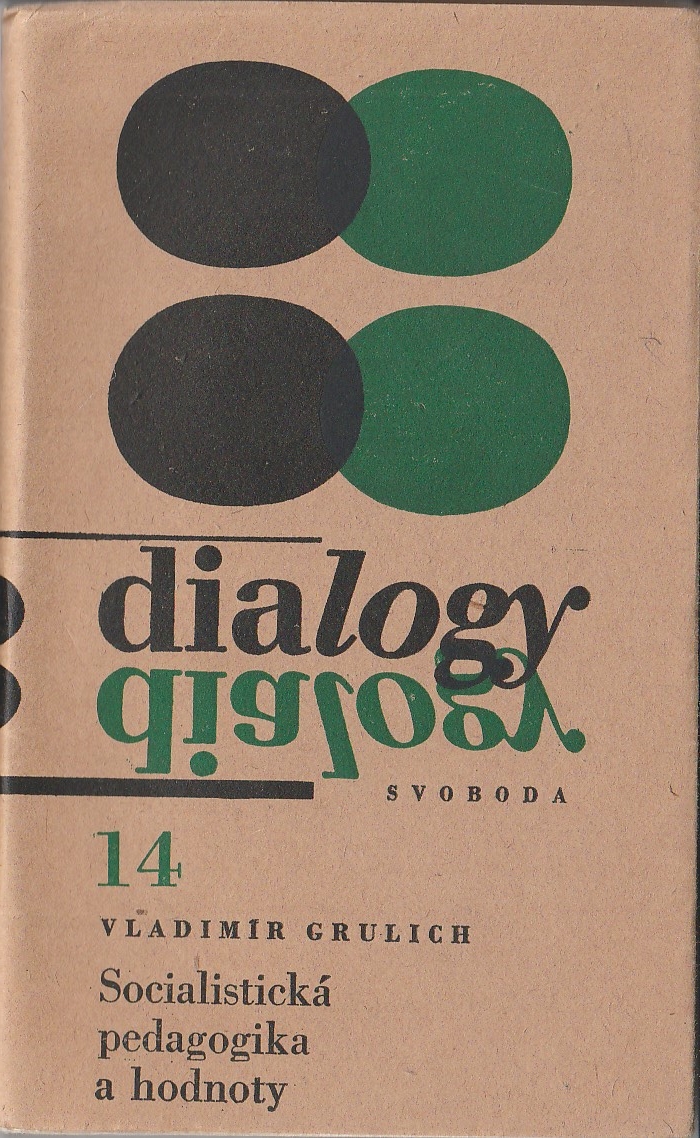 dialogy
dialogy
SVOBODA
14
VLADIMÍR GRULICH
Socialistická
pedagogika
a hodnoty